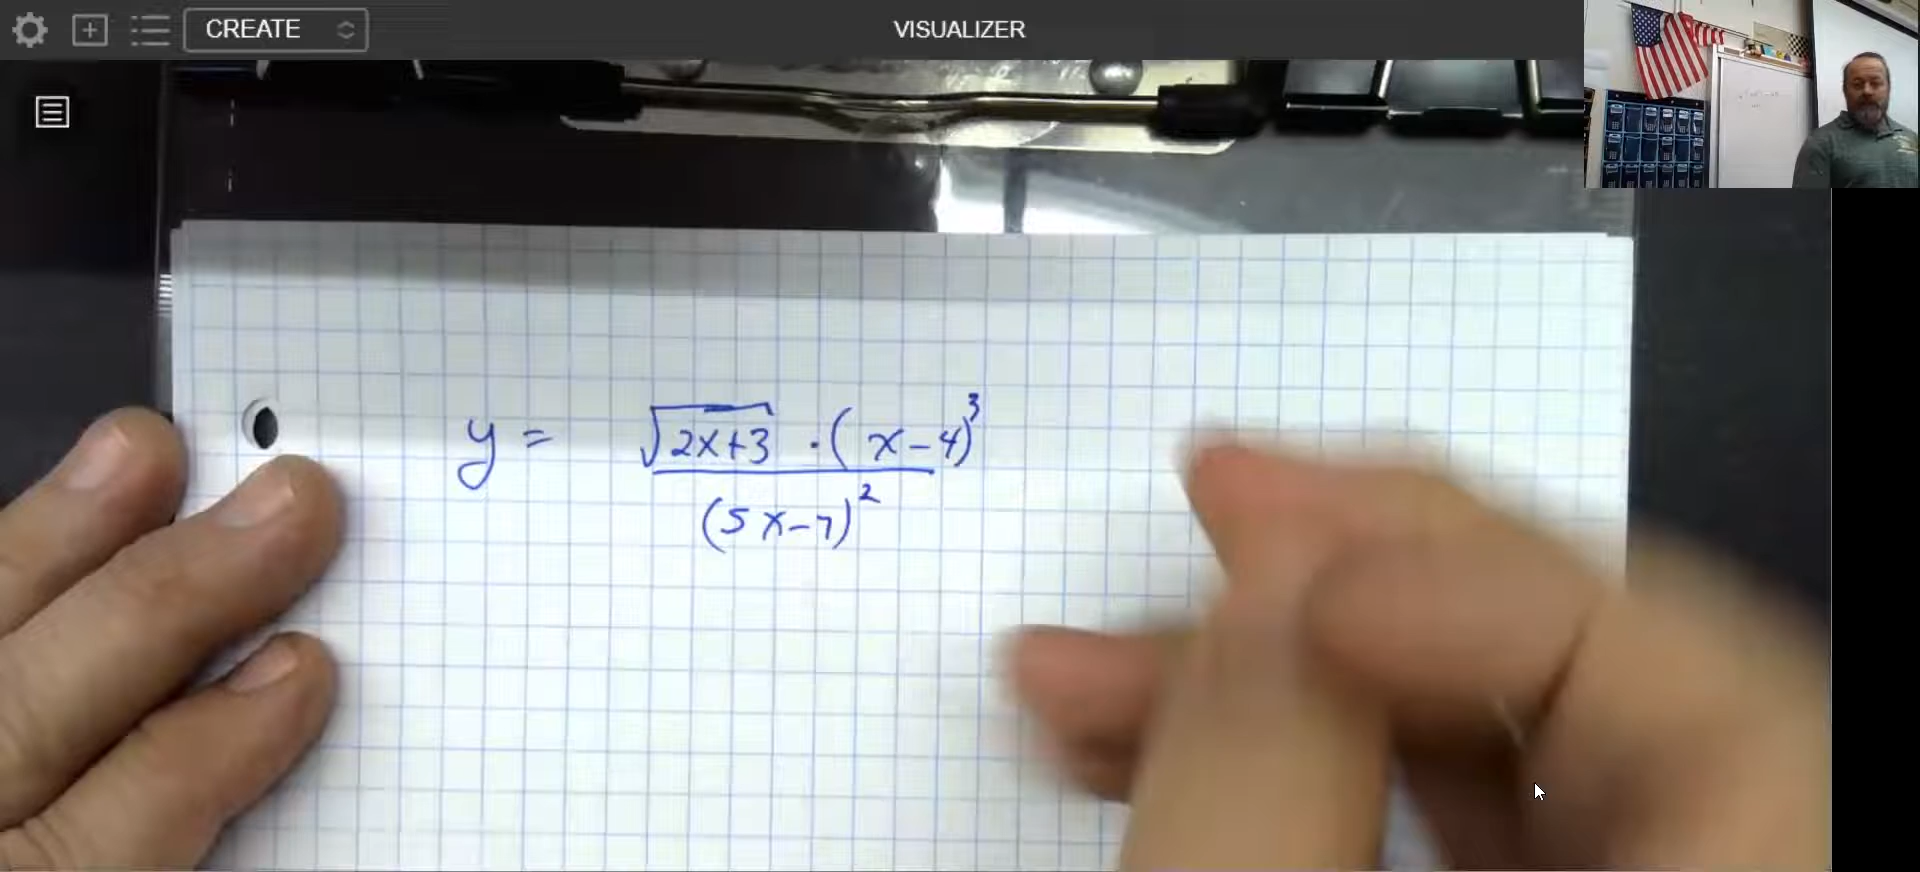 CREATE
VISUALIZER
y = √2x+3 · (x-4)³
(5x-7)²